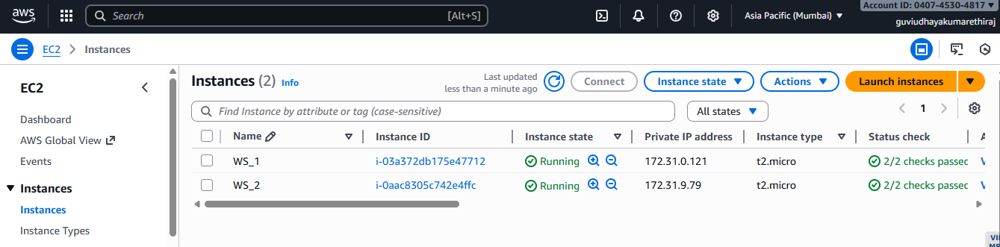 aws
Search [Alt+S]
Asia Pacific (Mumbai)
Account ID: 0407-4530-4817
guviudhayakumarethiraj
EC2 Instances
EC2
Dashboard
AWS Global View
Events
Instances
Instances
Instance Types
Instances (2) Info
Last updated
less than a minute ago
Connect
Instance state
Actions
Launch instances
Find Instance by attribute or tag (case-sensitive)
All states
1
Name Instance ID Instance state Private IP address Instance type Status check A
WS_1 i-03a372db175e47712 Running 172.31.0.121 t2.micro 2/2 checks passec
WS_2 i-0aac8305c742e4ffc Running 172.31.9.79 t2.micro 2/2 checks passec